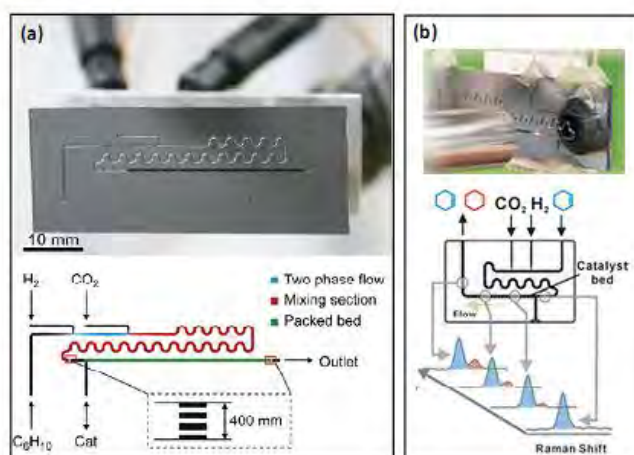 (a)
10 mm
H₂
CO₂
Two phase flow
Mixing section
Packed bed
Outlet
400 mm
C₆H₁₀
Cat
(b)
CO₂ H₂
Catalyst
bed
Flow
Raman Shift